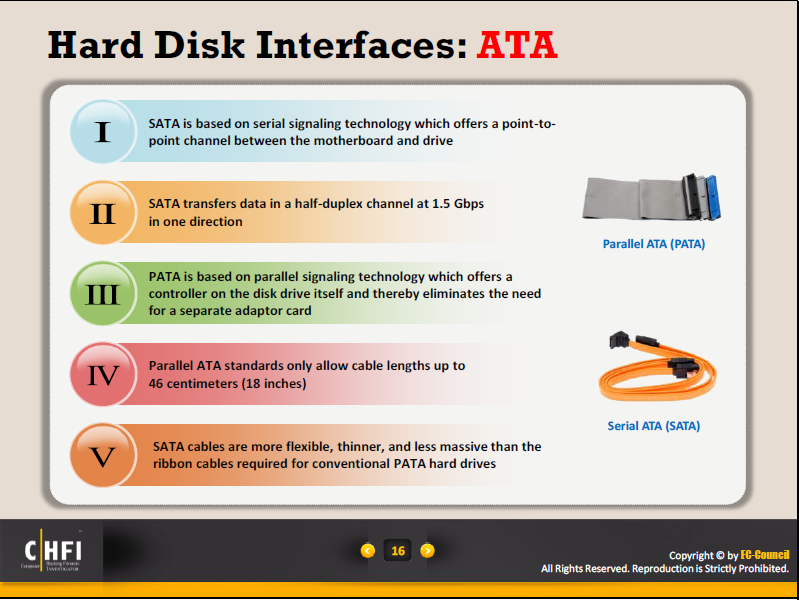 Hard Disk Interfaces: ATA
I
SATA is based on serial signaling technology which offers a point-to-
point channel between the motherboard and drive
II
SATA transfers data in a half-duplex channel at 1.5 Gbps
in one direction
III
PATA is based on parallel signaling technology which offers a
controller on the disk drive itself and thereby eliminates the need
for a separate adaptor card
IV
Parallel ATA standards only allow cable lengths up to
46 centimeters (18 inches)
V
SATA cables are more flexible, thinner, and less massive than the
ribbon cables required for conventional PATA hard drives
Parallel ATA (PATA)
Serial ATA (SATA)
CHFI
Computer Hacking Forensic
INVESTIGATOR
16
Copyright © by EC-Council
All Rights Reserved. Reproduction is Strictly Prohibited.